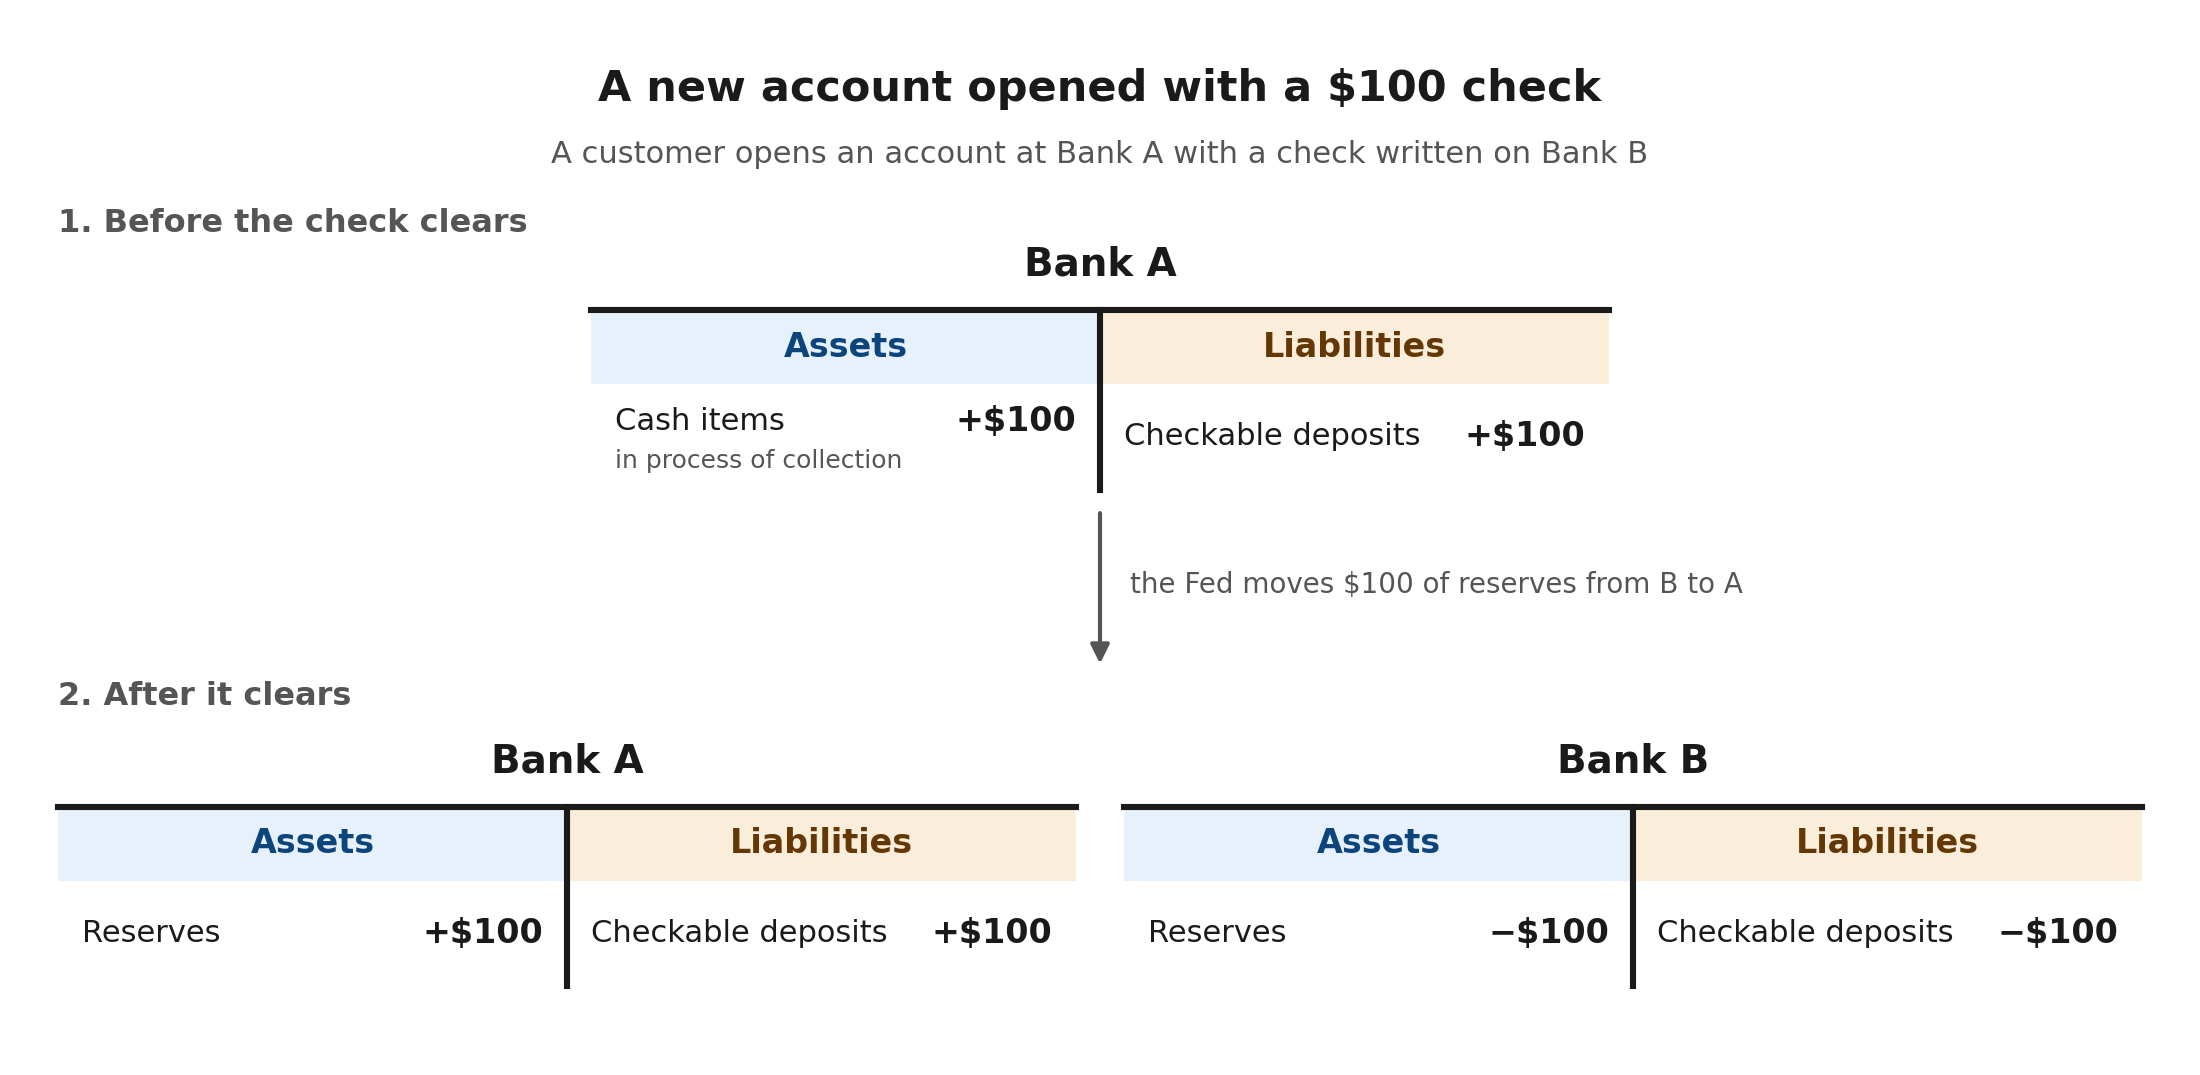 A new account opened with a $100 check
A customer opens an account at Bank A with a check written on Bank B
1. Before the check clears
Bank A
Assets Liabilities
Cash items +$100 Checkable deposits +$100
in process of collection
the Fed moves $100 of reserves from B to A
2. After it clears
Bank A Bank B
Assets Liabilities Assets Liabilities
Reserves +$100 Checkable deposits +$100 Reserves −$100 Checkable deposits −$100